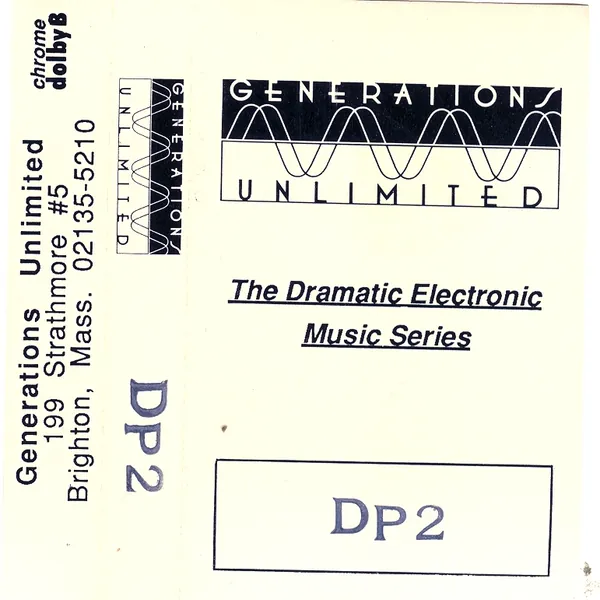 chrome
dolby B
Generations Unlimited
199 Strathmore #5
Brighton, Mass. 02135-5210
GENERATIONS
UNLIMITED
DP2
GENERATIONS
UNLIMITED
The Dramatic Electronic
Music Series
DP2